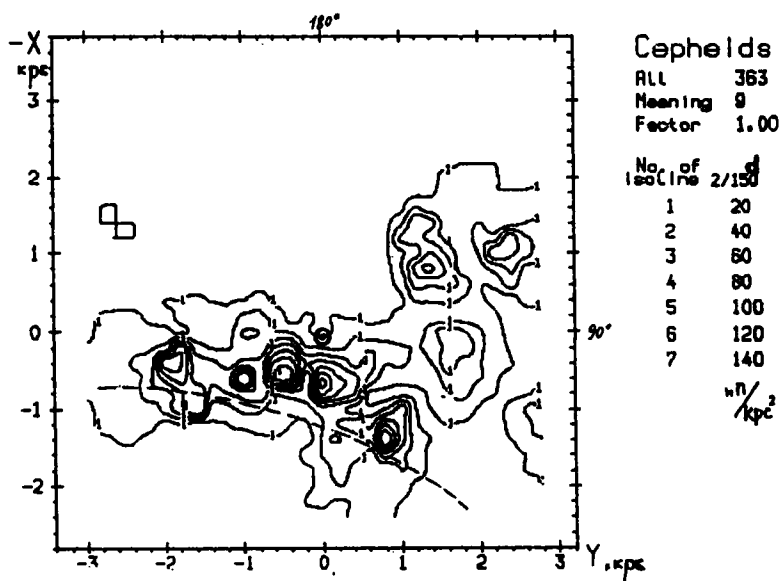 180°
-X
кpc
3
2
1
0
-1
-2
90°
-3 -2 -1 0 1 2 3
Y, кpc
Cepheids
All 363
Meaning 9
Factor 1.00
No. of d
Isocline 2/150
1 20
2 40
3 60
4 80
5 100
6 120
7 140
n/kpc²